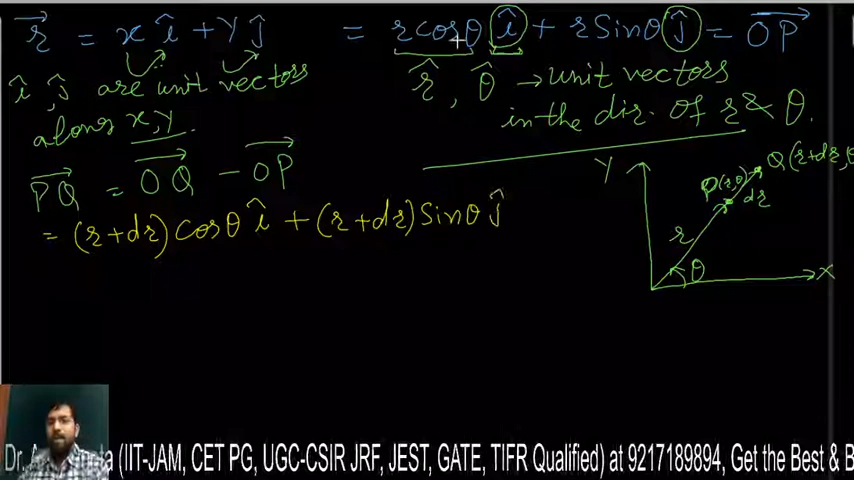 r⃗ = x î + Y ĵ = r cosθ î + r Sinθ ĵ = OP⃗
î, ĵ are unit vectors
along x, y.
r̂, θ̂ → unit vectors
in the dir. of r & θ.
PQ⃗ = OQ⃗ - OP⃗
= (r+dr) cosθ î + (r+dr) Sinθ ĵ
Y
P(r,θ)
Q(r+dr,
dr
r
θ
X
Dr. A (IIT-JAM, CET PG, UGC-CSIR JRF, JEST, GATE, TIFR Qualified) at 9217189894, Get the Best & B